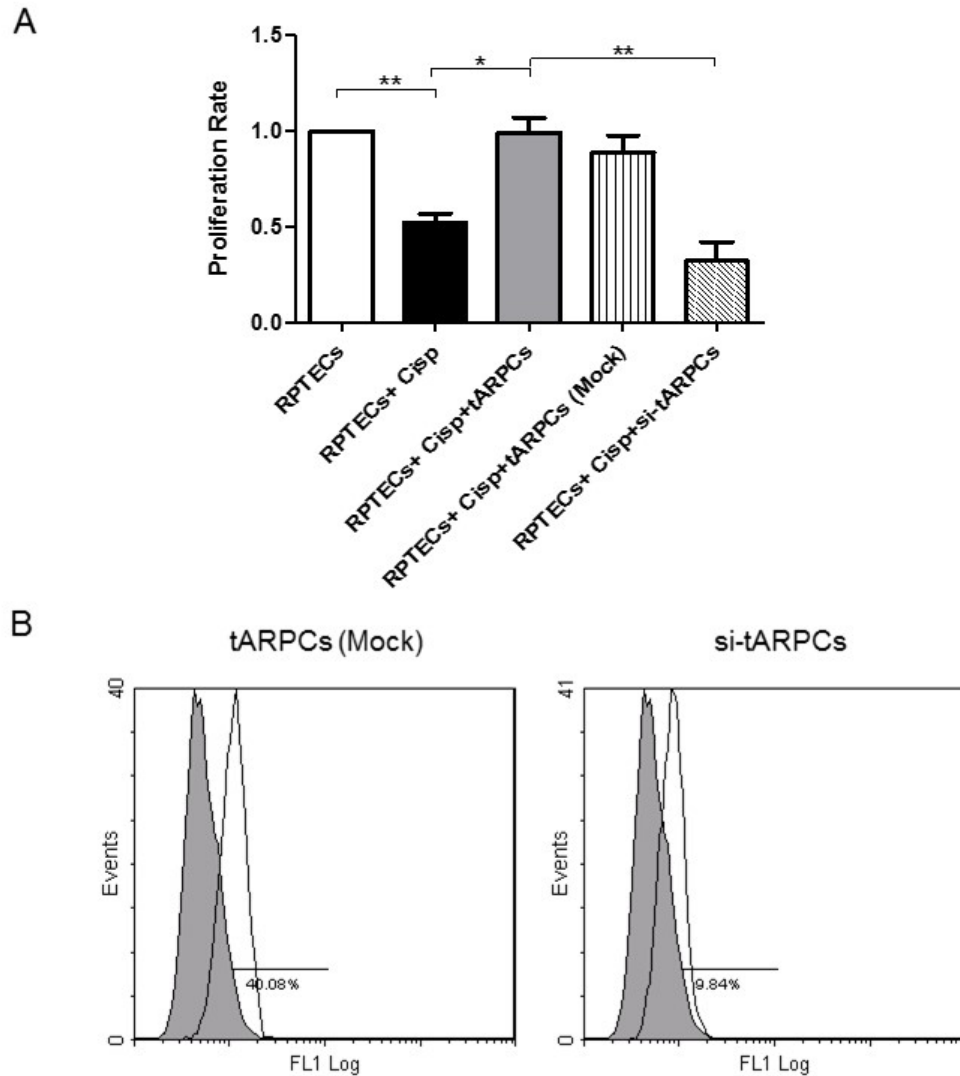 A
1.5
1.0
0.5
0.0
Proliferation Rate
**
*
**
RPTECs
RPTECs+ Cisp
RPTECs+ Cisp+tARPCs
RPTECs+ Cisp+tARPCs (Mock)
RPTECs+ Cisp+si-tARPCs
B
tARPCs (Mock)
40
Events
0
40.08%
FL1 Log
si-tARPCs
41
Events
0
9.84%
FL1 Log